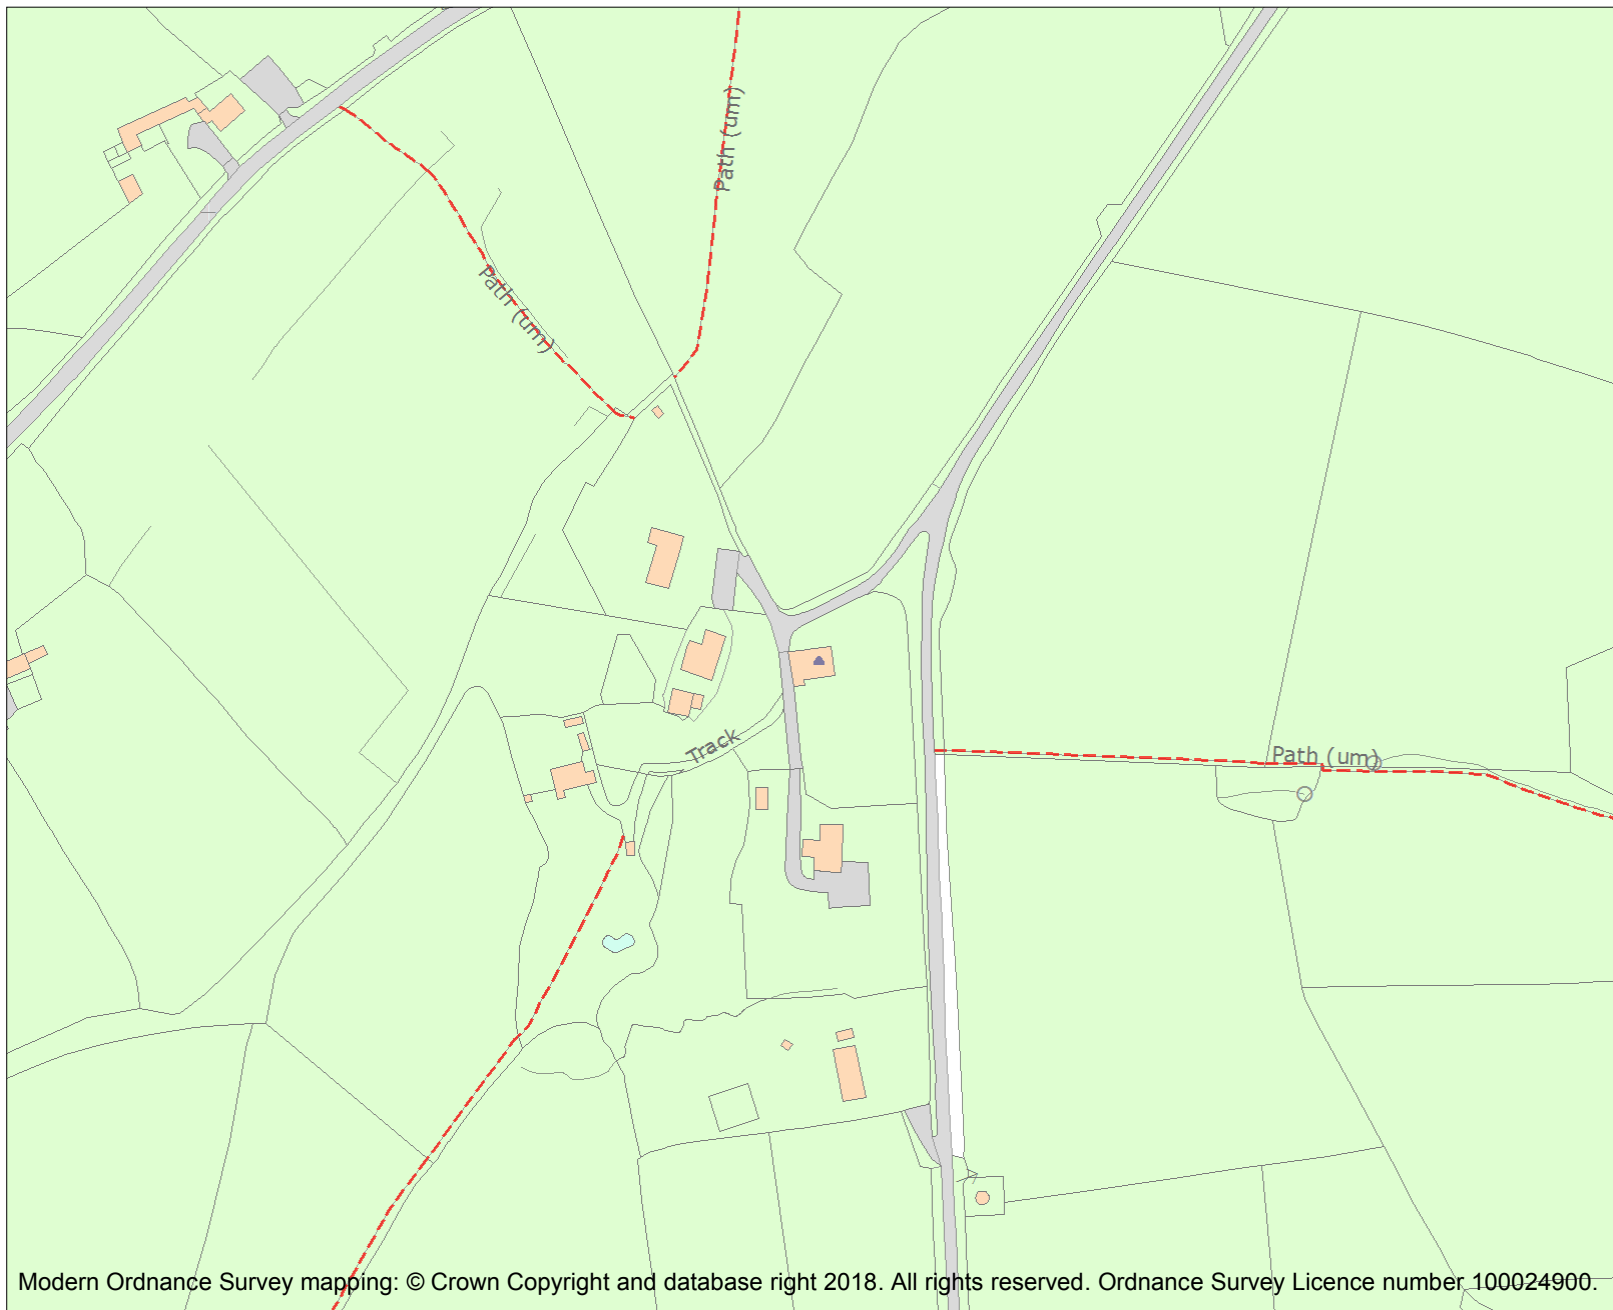 Path (um)
Path (um)
Track
Path (um)
Modern Ordnance Survey mapping: © Crown Copyright and database right 2018. All rights reserved. Ordnance Survey Licence number 100024900.